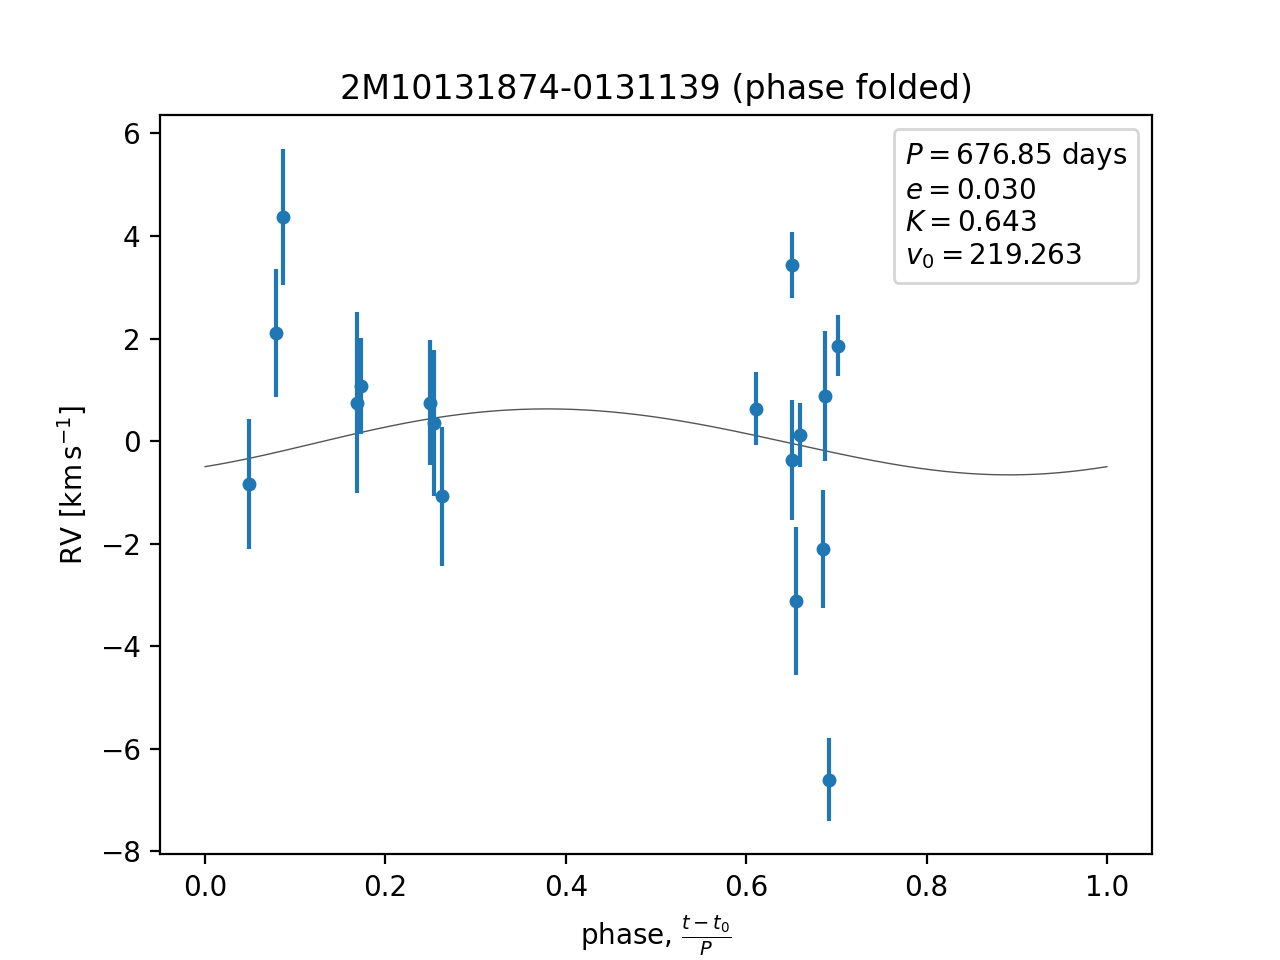 2M10131874-0131139 (phase folded)
P = 676.85 days
e = 0.030
K = 0.643
v₀ = 219.263
RV [km s⁻¹]
6
4
2
0
−2
−4
−6
−8
0.0 0.2 0.4 0.6 0.8 1.0
phase, (t − t₀)/P